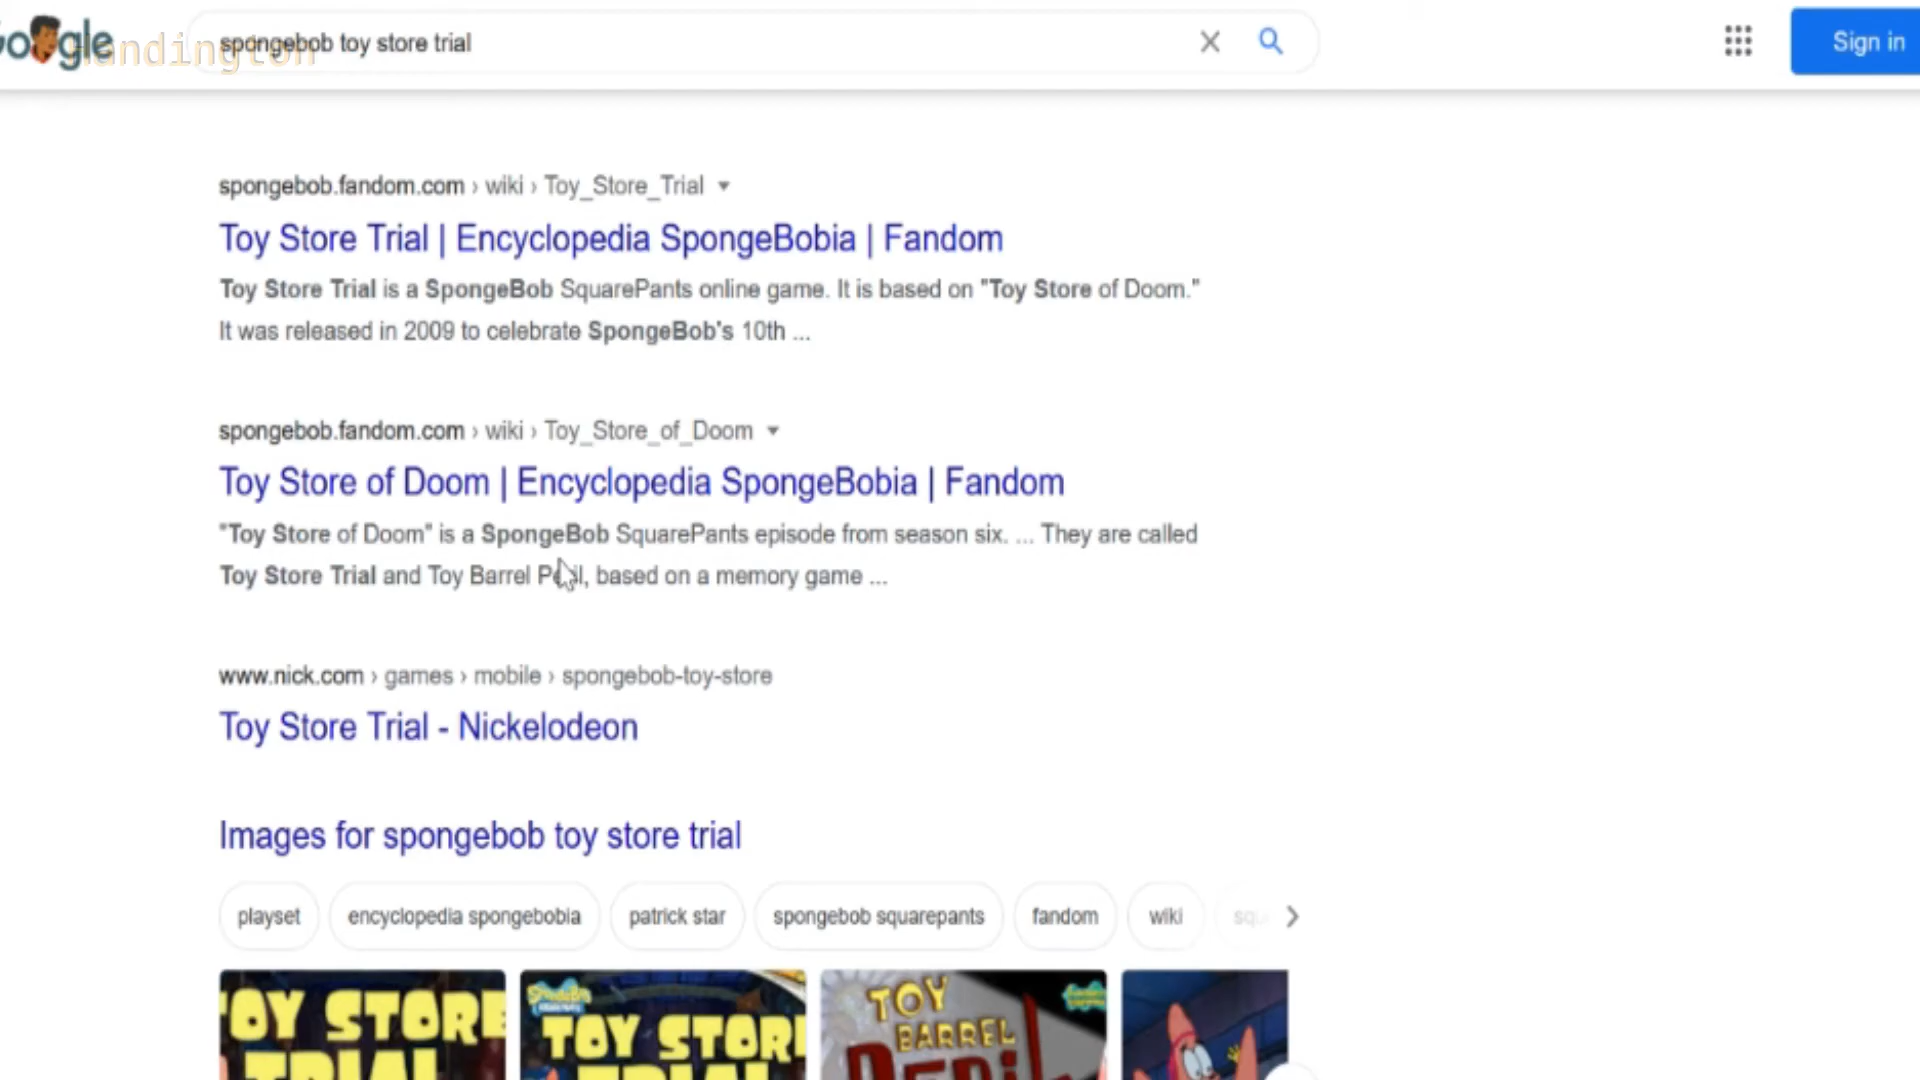 Google
Handington
spongebob toy store trial
Sign in
spongebob.fandom.com › wiki › Toy_Store_Trial
Toy Store Trial | Encyclopedia SpongeBobia | Fandom
Toy Store Trial is a SpongeBob SquarePants online game. It is based on "Toy Store of Doom."
It was released in 2009 to celebrate SpongeBob's 10th ...
spongebob.fandom.com › wiki › Toy_Store_of_Doom
Toy Store of Doom | Encyclopedia SpongeBobia | Fandom
"Toy Store of Doom" is a SpongeBob SquarePants episode from season six. ... They are called
Toy Store Trial and Toy Barrel Peril, based on a memory game ...
www.nick.com › games › mobile › spongebob-toy-store
Toy Store Trial - Nickelodeon
Images for spongebob toy store trial
playset encyclopedia spongebobia patrick star spongebob squarepants fandom wiki squ
TOY STORE
TRIAL
TOY STORE
TRIAL
TOY
BARREL
PERIL